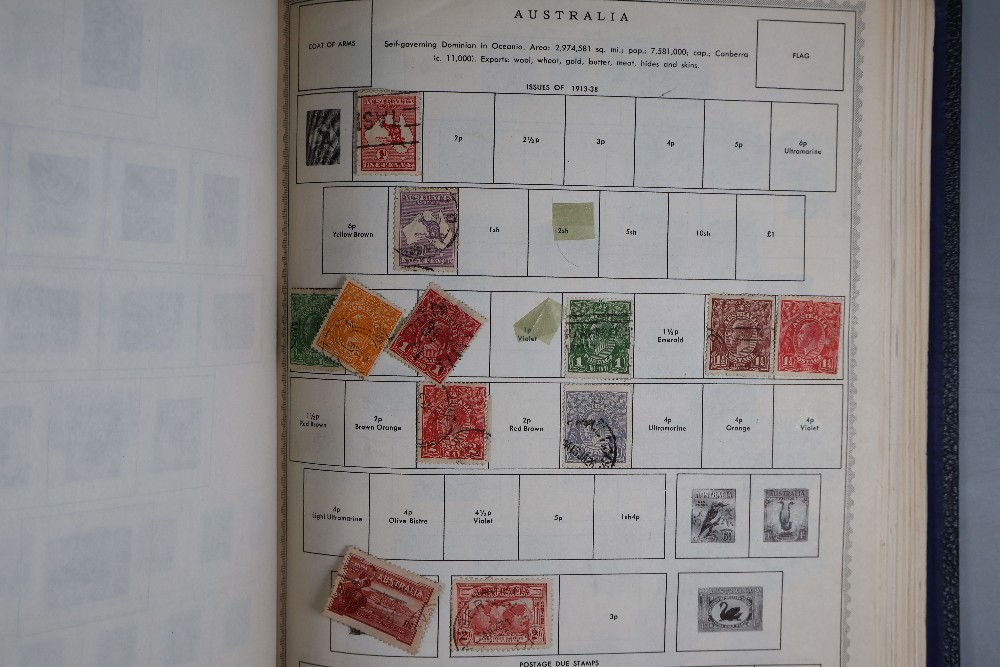 AUSTRALIA
COAT OF ARMS
Self-governing Dominion in Oceania. Area: 2,974,581 sq. mi.; pop.: 7,581,000; cap.: Canberra
(c. 11,000). Exports: wool, wheat, gold, butter, meat, hides and skins.
FLAG
ISSUES OF 1913-38
2p
2½p
3p
4p
5p
6p
Ultramarine
6p
Yellow Brown
1sh
2sh
5sh
10sh
£1
1p
Violet
1½p
Emerald
1½p
Red Brown
2p
Brown Orange
2p
Red Brown
4p
Ultramarine
4p
Orange
4p
Violet
4p
Light Ultramarine
4p
Olive Bistre
4½p
Violet
5p
1sh4p
AUSTRALIA
3p
POSTAGE DUE STAMPS